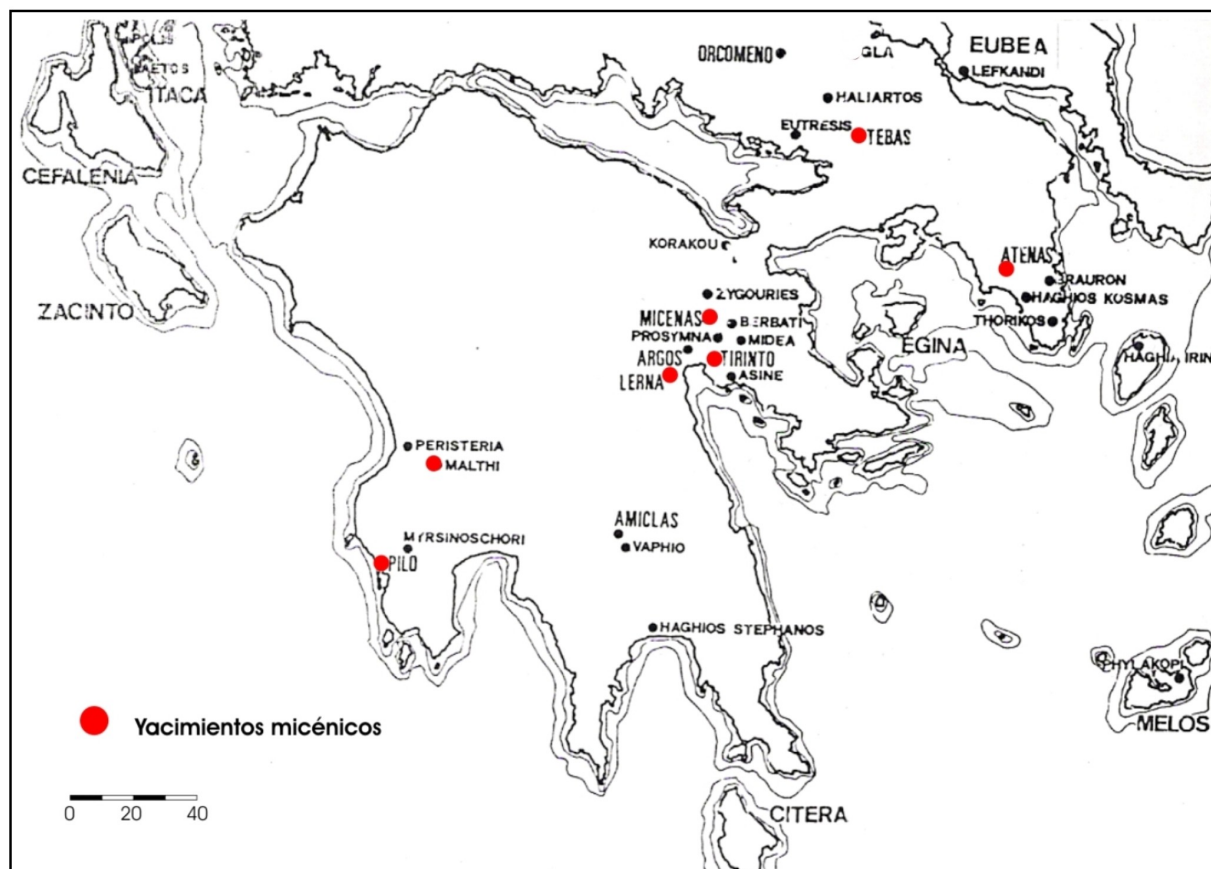 ITACA
CEFALENIA
ZACINTO
ORCOMENO
GLA
EUBEA
LEFKANDI
HALIARTOS
EUTRESIS
TEBAS
KORAKOU
ATENAS
BRAURON
HAGHIOS KOSMAS
THORIKOS
ZYGOURIES
MICENAS
BERBATI
PROSYMNA
MIDEA
EGINA
ARGOS
TIRINTO
LERNA
ASINE
PERISTERIA
MALTHI
AMICLAS
VAPHIO
MYRSINOSCHORI
PILO
HAGHIOS STEPHANOS
PHYLAKOPI
MELOS
CITERA
Yacimientos micénicos
0 20 40